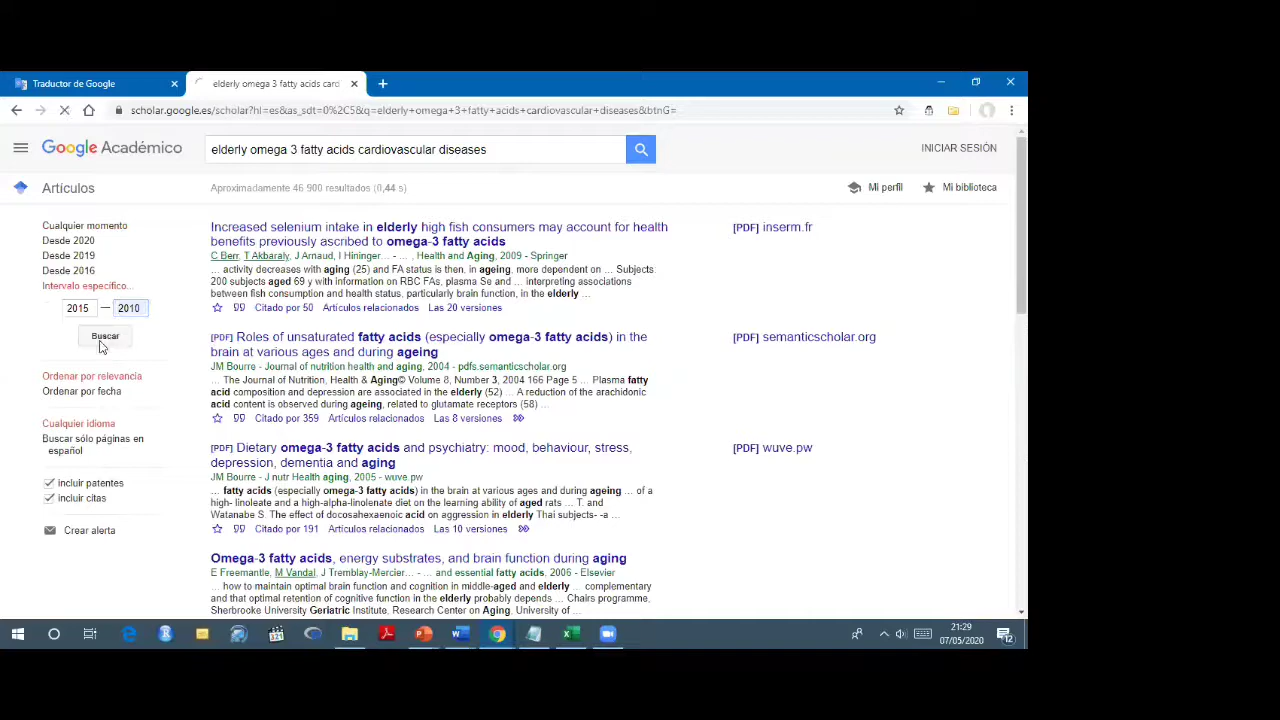 Traductor de Google
elderly omega 3 fatty acids card
scholar.google.es/scholar?hl=es&as_sdt=0%2C5&q=elderly+omega+3+fatty+acids+cardiovascular+diseases&btnG=
Google Académico
elderly omega 3 fatty acids cardiovascular diseases
INICIAR SESIÓN
Artículos
Aproximadamente 46 900 resultados (0,44 s)
Mi perfil
Mi biblioteca
Cualquier momento
Desde 2020
Desde 2019
Desde 2016
Intervalo específico...
2015 — 2010
Buscar
Ordenar por relevancia
Ordenar por fecha
Cualquier idioma
Buscar sólo páginas en
español
incluir patentes
incluir citas
Crear alerta
Increased selenium intake in elderly high fish consumers may account for health
benefits previously ascribed to omega-3 fatty acids
C Berr, T Akbaraly, J Arnaud, I Hininger... - ... , Health and Aging, 2009 - Springer
... activity decreases with aging (25) and FA status is then, in ageing, more dependent on ... Subjects.
200 subjects aged 69 y with information on RBC FAs, plasma Se and ... interpreting associations
between fish consumption and health status, particularly brain function, in the elderly ...
Citado por 50 Artículos relacionados Las 20 versiones
[PDF] inserm.fr
[PDF] Roles of unsaturated fatty acids (especially omega-3 fatty acids) in the
brain at various ages and during ageing
JM Bourre - Journal of nutrition health and aging, 2004 - pdfs.semanticscholar.org
... The Journal of Nutrition, Health & Aging© Volume 8, Number 3, 2004 166 Page 5 ... Plasma fatty
acid composition and depression are associated in the elderly (52) ... A reduction of the arachidonic
acid content is observed during ageing, related to glutamate receptors (58) ...
Citado por 359 Artículos relacionados Las 8 versiones
[PDF] semanticscholar.org
[PDF] Dietary omega-3 fatty acids and psychiatry: mood, behaviour, stress,
depression, dementia and aging
JM Bourre - J nutr Health aging, 2005 - wuve.pw
... fatty acids (especially omega-3 fatty acids) in the brain at various ages and during ageing ... of a
high- linoleate and a high-alpha-linolenate diet on the learning ability of aged rats ... T. and
Watanabe S. The effect of docosahexaenoic acid on aggression in elderly Thai subjects- -a ...
Citado por 191 Artículos relacionados Las 10 versiones
[PDF] wuve.pw
Omega-3 fatty acids, energy substrates, and brain function during aging
E Freemantle, M Vandal, J Tremblay-Mercier... - ... and essential fatty acids, 2006 - Elsevier
... how to maintain optimal brain function and cognition in middle-aged and elderly ... complementary
and that optimal retention of cognitive function in the elderly probably depends ... Chairs programme,
Sherbrooke University Geriatric Institute, Research Center on Aging, University of ...
21:29
07/05/2020
12